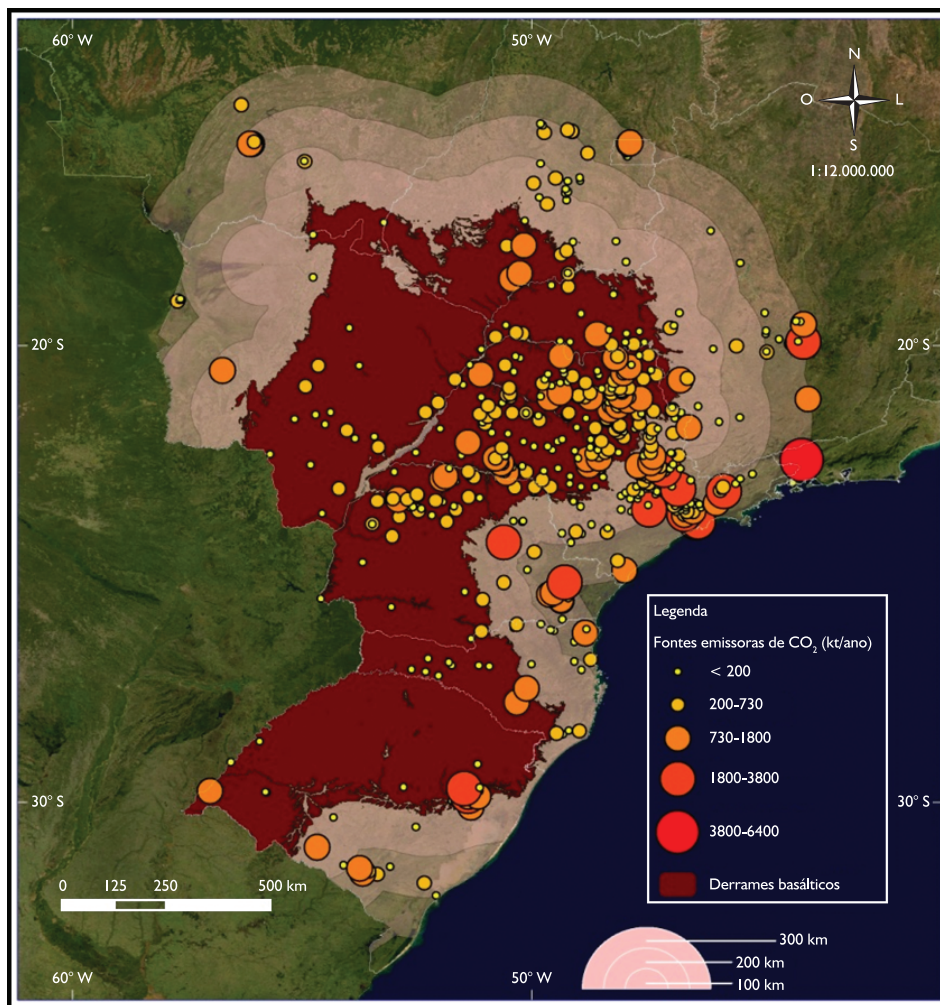 60° W
50° W
N
O
L
S
1:12.000.000
20° S
20° S
Legenda
Fontes emissoras de CO₂ (kt/ano)
< 200
200-730
730-1800
1800-3800
3800-6400
Derrames basálticos
30° S
30° S
0 125 250 500 km
300 km
200 km
100 km
60° W
50° W